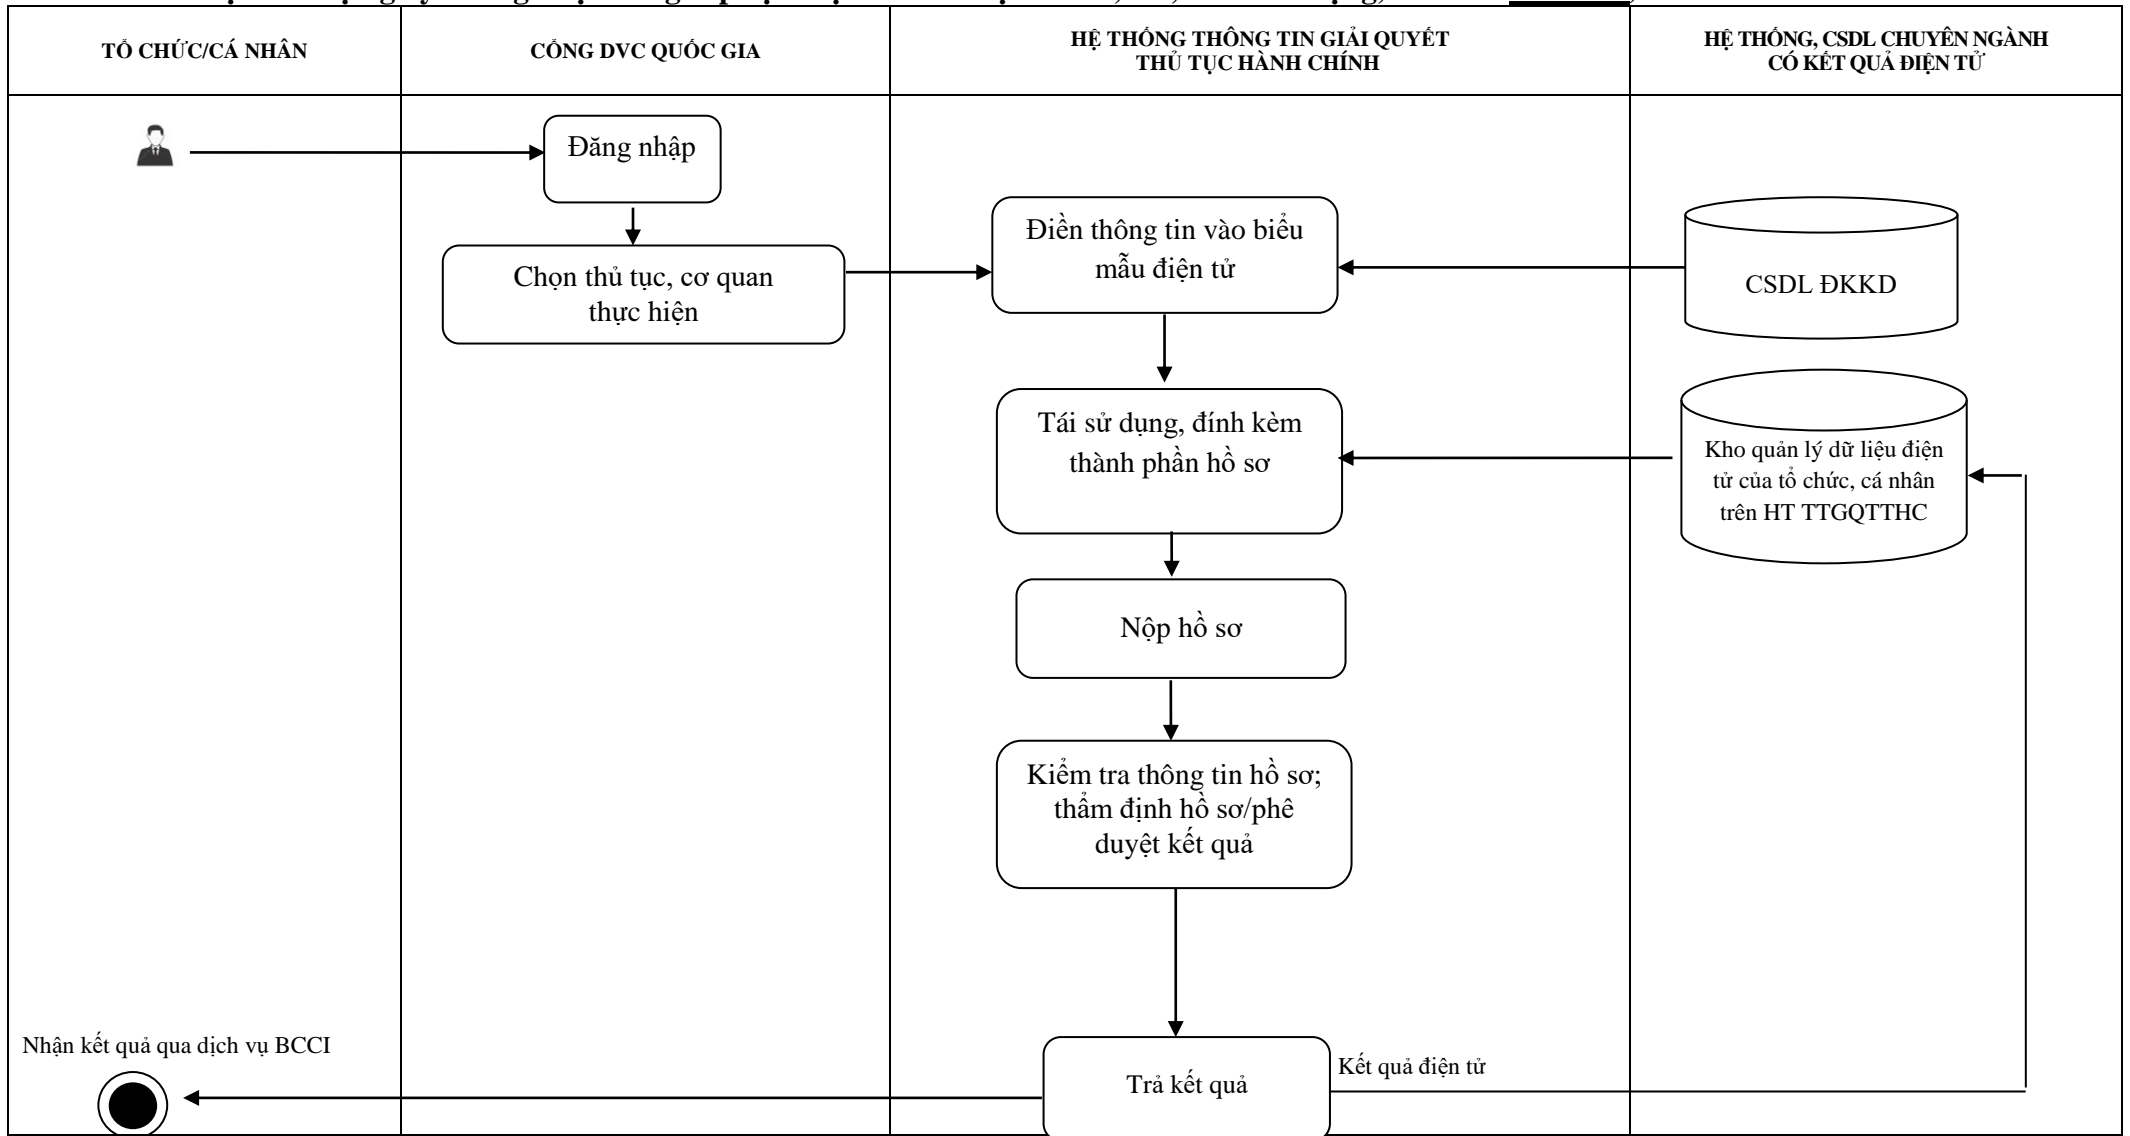 TỔ CHỨC/CÁ NHÂN
CỔNG DVC QUỐC GIA
HỆ THỐNG THÔNG TIN GIẢI QUYẾT
THỦ TỤC HÀNH CHÍNH
HỆ THỐNG, CSDL CHUYÊN NGÀNH
CÓ KẾT QUẢ ĐIỆN TỬ
Đăng nhập
Chọn thủ tục, cơ quan
thực hiện
Điền thông tin vào biểu
mẫu điện tử
CSDL ĐKKD
Tái sử dụng, đính kèm
thành phần hồ sơ
Kho quản lý dữ liệu điện
tử của tổ chức, cá nhân
trên HT TTGQTTHC
Nộp hồ sơ
Kiểm tra thông tin hồ sơ;
thẩm định hồ sơ/phê
duyệt kết quả
Nhận kết quả qua dịch vụ BCCI
Trả kết quả
Kết quả điện tử